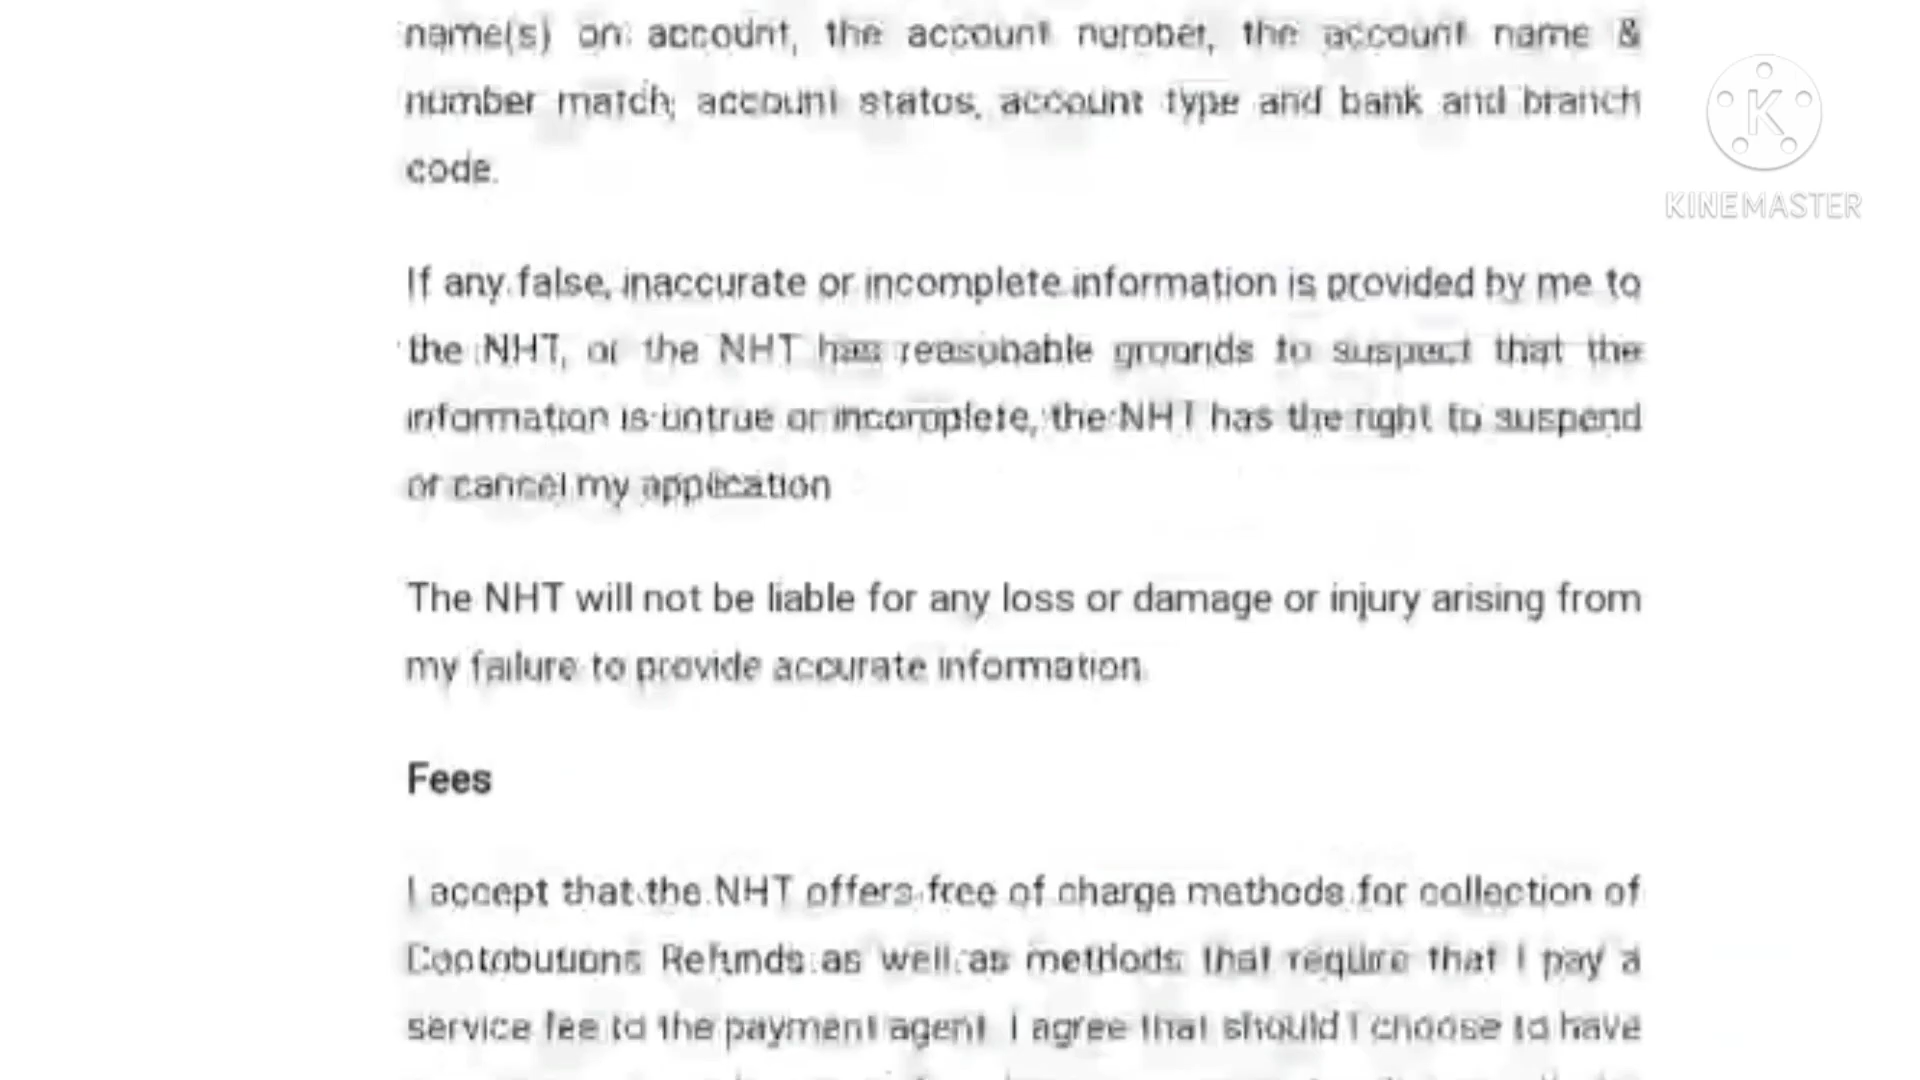 name(s) on account, the account number, the account name &
number match, account status, account type and bank and branch
code.
If any false, inaccurate or incomplete information is provided by me to
the NHT, or the NHT has reasonable grounds to suspect that the
information is untrue or incomplete, the NHT has the right to suspend
or cancel my application
The NHT will not be liable for any loss or damage or injury arising from
my failure to provide accurate information.
Fees
I accept that the NHT offers free of charge methods for collection of
Contributions Refunds as well as methods that require that I pay a
service fee to the payment agent. I agree that should I choose to have
K
KINEMASTER